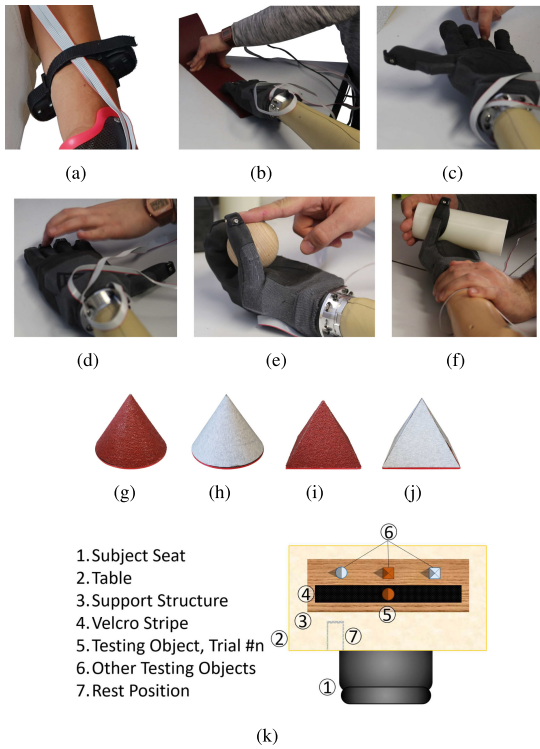 (a)
(b)
(c)
(d)
(e)
(f)
(g)
(h)
(i)
(j)
1. Subject Seat
2. Table
3. Support Structure
4. Velcro Stripe
5. Testing Object, Trial #n
6. Other Testing Objects
7. Rest Position
6
4
5
3
2
7
1
(k)